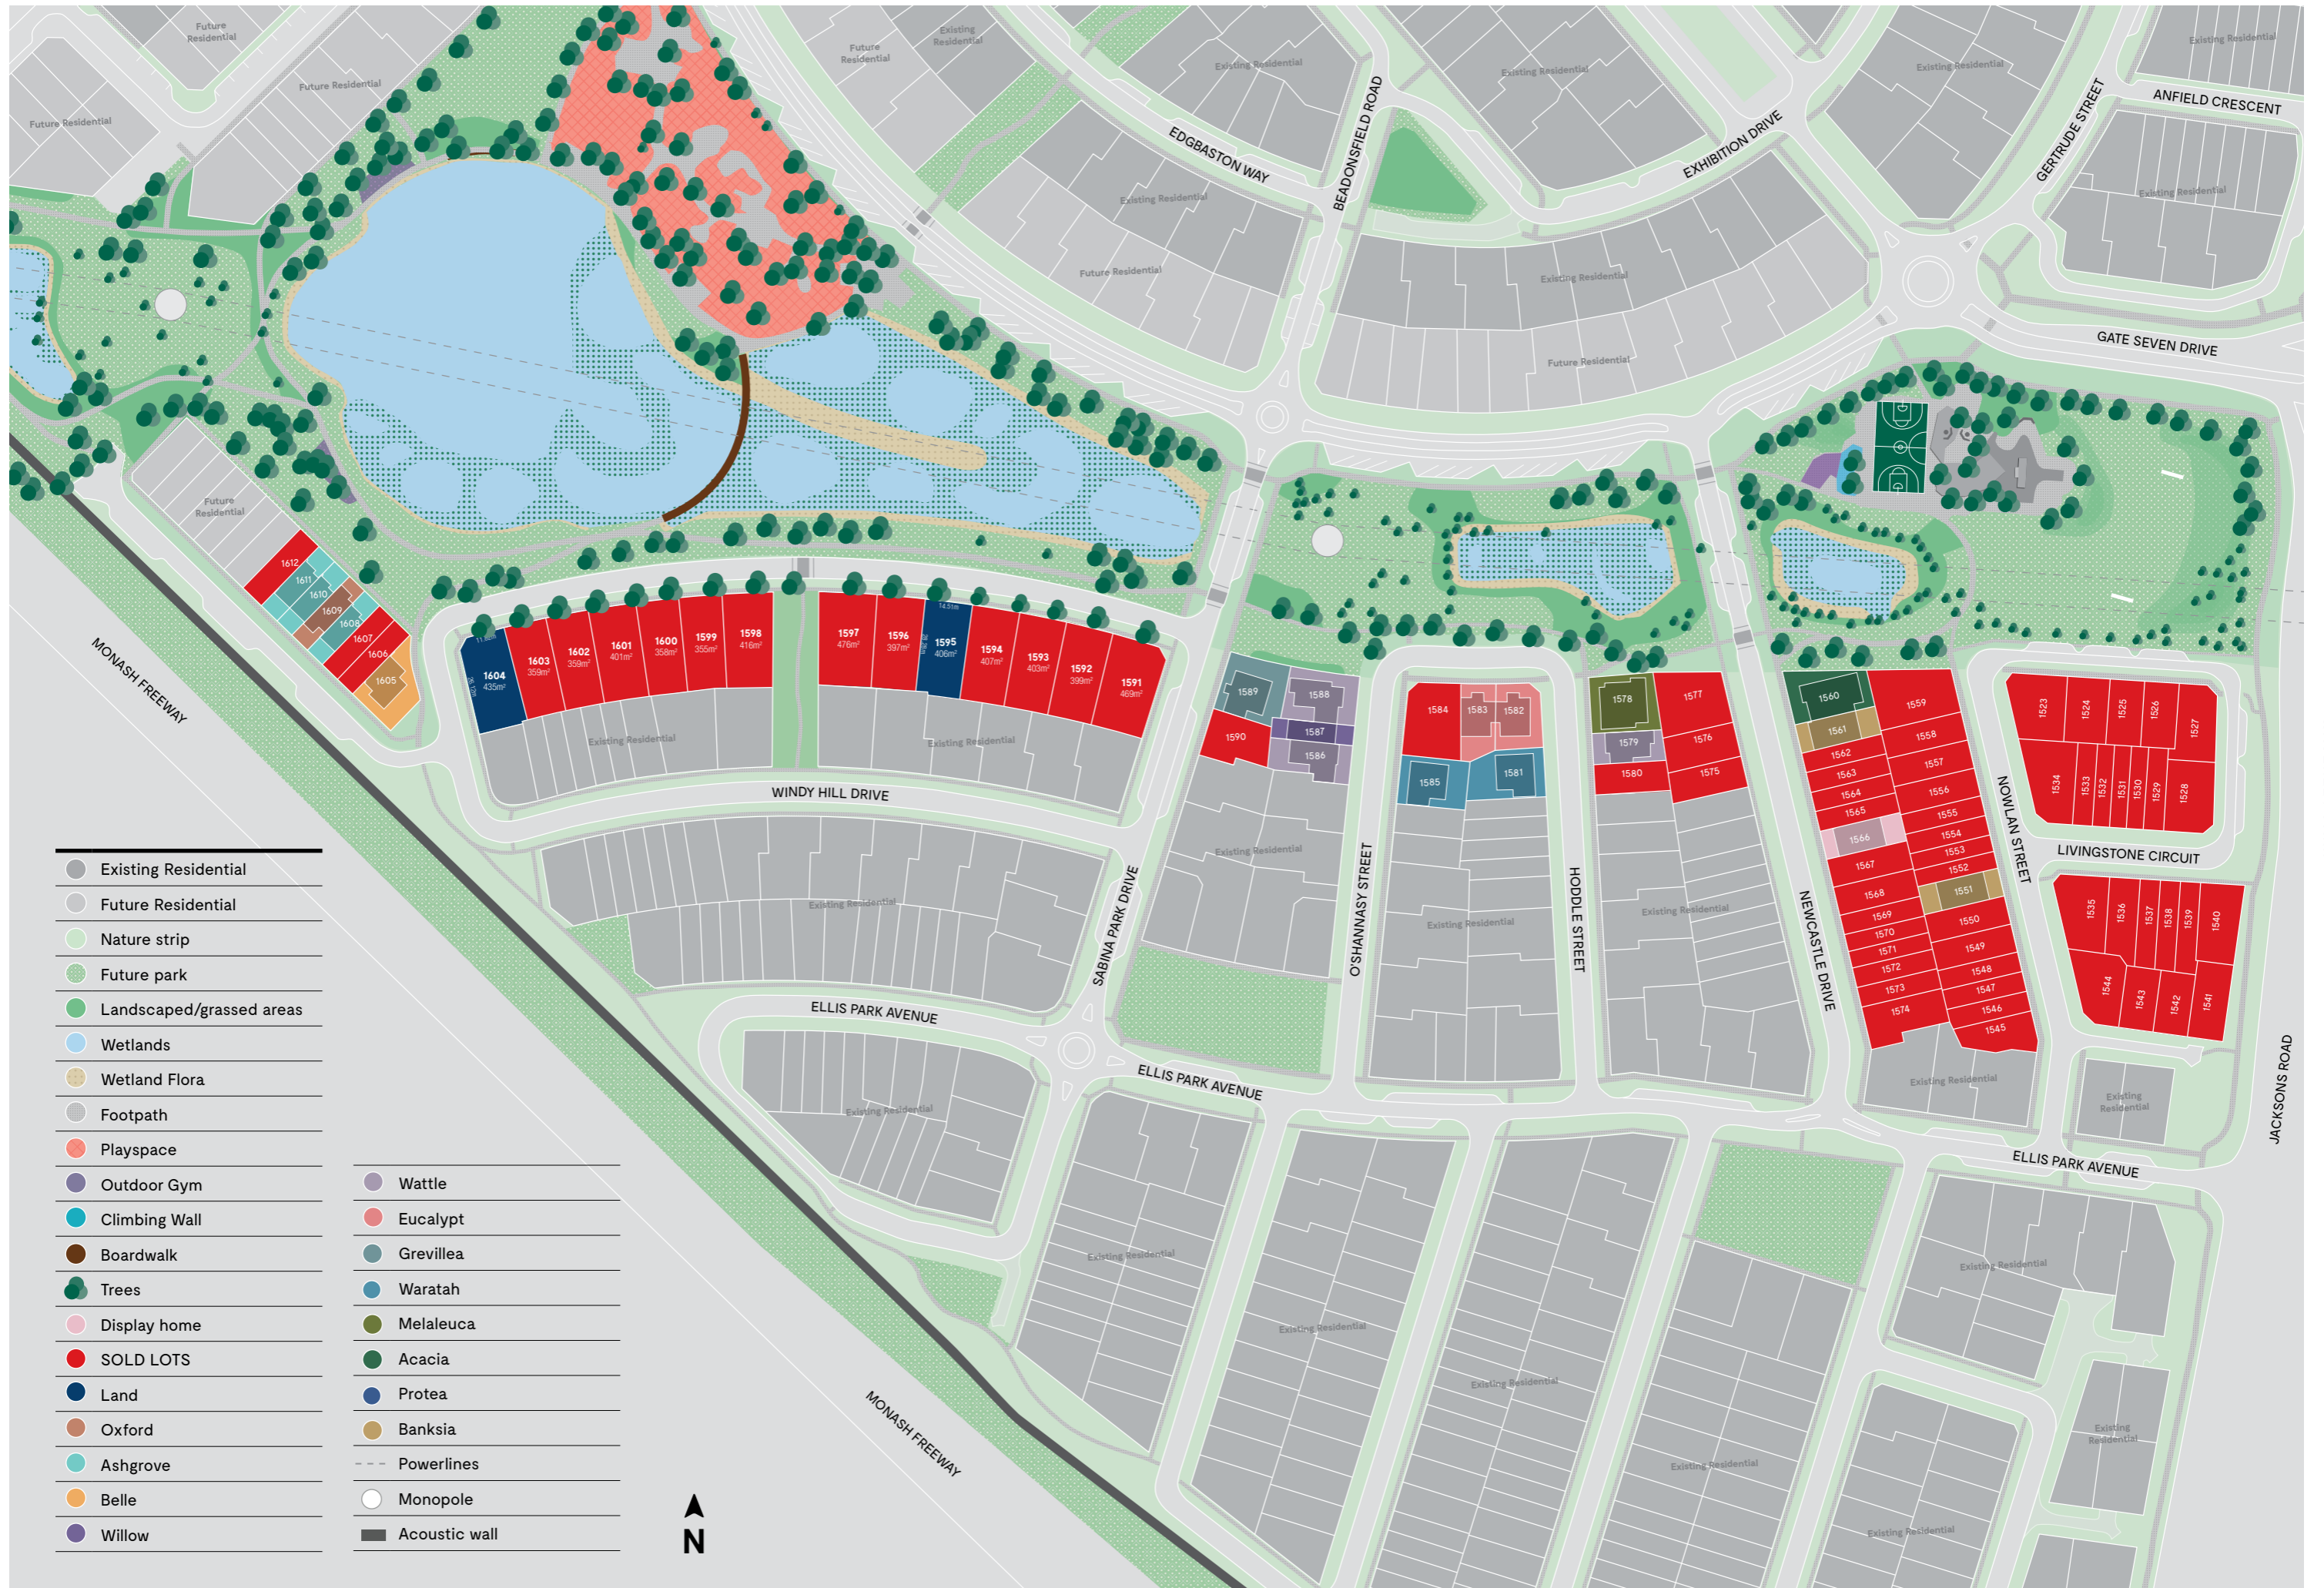 Future
Residential
Existing
Residential
Future
Residential
Existing Residential
Existing Residential
Existing Residential
Existing Residential
Future Residential
Future Residential
ANFIELD CRESCENT
GERTRUDE STREET
EDGBASTON WAY
BEADONSFIELD ROAD
EXHIBITION DRIVE
Existing Residential
Existing Residential
Future Residential
Existing Residential
Future Residential
GATE SEVEN DRIVE
Future
Residential
1612
1611
1610
1609
1608
1607
1606
1605
MONASH FREEWAY
11.82m
26.12m
1604
435m²
1603
359m²
1602
359m²
1601
401m²
1600
358m²
1599
355m²
1598
416m²
1597
476m²
1596
397m²
14.51m
1595
406m²
1594
407m²
1593
403m²
1592
399m²
1591
469m²
Existing Residential
Existing Residential
WINDY HILL DRIVE
1589
1588
1587
1590
1586
1584
1583
1582
1585
1581
1578
1577
1579
1576
1580
1575
1560
1559
1561
1558
1562
1557
1563
1556
1564
1555
1565
1554
1566
1553
1567
1552
1568
1551
1569
1550
1570
1549
1571
1548
1572
1547
1573
1546
1574
1545
1523
1524
1525
1526
1527
1534
1533
1532
1531
1530
1529
1528
NOWLAN STREET
LIVINGSTONE CIRCUIT
1535
1536
1537
1538
1539
1540
1544
1543
1542
1541
Existing Residential
Existing Residential
Existing Residential
Existing Residential
SABINA PARK DRIVE
O'SHANNASY STREET
HODDLE STREET
NEWCASTLE DRIVE
JACKSONS ROAD
ELLIS PARK AVENUE
ELLIS PARK AVENUE
ELLIS PARK AVENUE
Existing Residential
Existing Residential
Existing
Residential
Existing Residential
Existing Residential
Existing Residential
Existing Residential
Existing Residential
Existing
Residential
Existing Residential
Existing Residential
MONASH FREEWAY
Existing Residential
Future Residential
Nature strip
Future park
Landscaped/grassed areas
Wetlands
Wetland Flora
Footpath
Playspace
Outdoor Gym
Climbing Wall
Boardwalk
Trees
Display home
SOLD LOTS
Land
Oxford
Ashgrove
Belle
Willow
Wattle
Eucalypt
Grevillea
Waratah
Melaleuca
Acacia
Protea
Banksia
Powerlines
Monopole
Acoustic wall
N